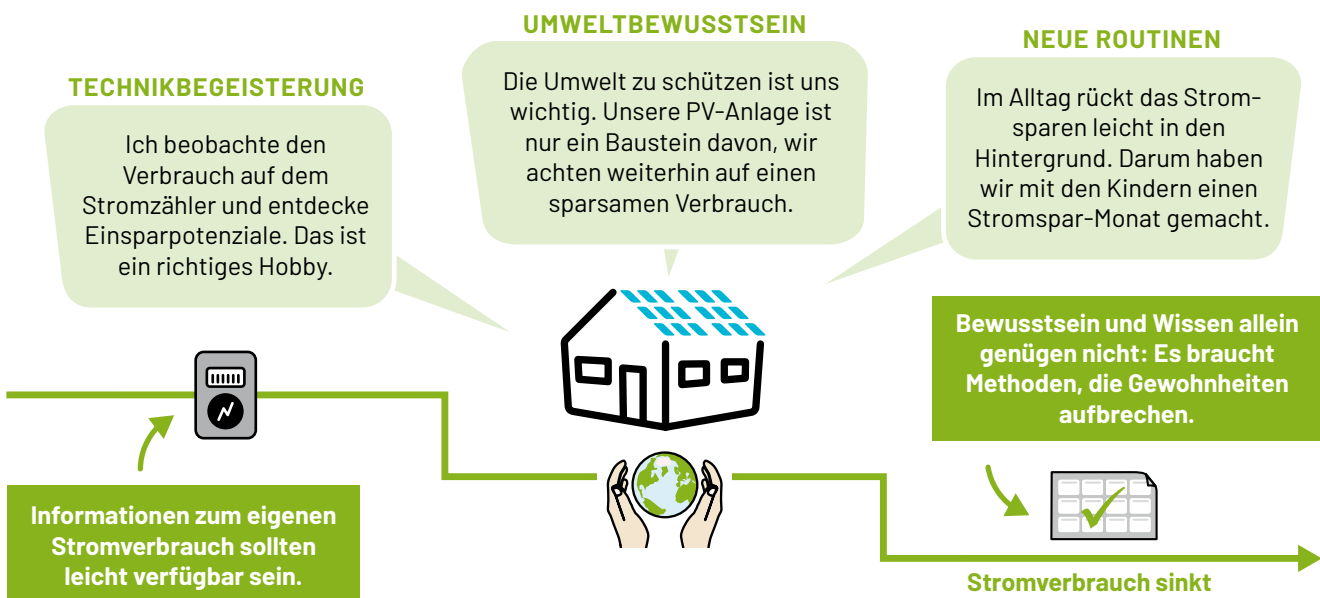 TECHNIKBEGEISTERUNG
Ich beobachte den
Verbrauch auf dem
Stromzähler und entdecke
Einsparpotenziale. Das ist
ein richtiges Hobby.
Informationen zum eigenen
Stromverbrauch sollten
leicht verfügbar sein.
UMWELTBEWUSSTSEIN
Die Umwelt zu schützen ist uns
wichtig. Unsere PV-Anlage ist
nur ein Baustein davon, wir
achten weiterhin auf einen
sparsamen Verbrauch.
NEUE ROUTINEN
Im Alltag rückt das Strom-
sparen leicht in den
Hintergrund. Darum haben
wir mit den Kindern einen
Stromspar-Monat gemacht.
Bewusstsein und Wissen allein
genügen nicht: Es braucht
Methoden, die Gewohnheiten
aufbrechen.
Stromverbrauch sinkt